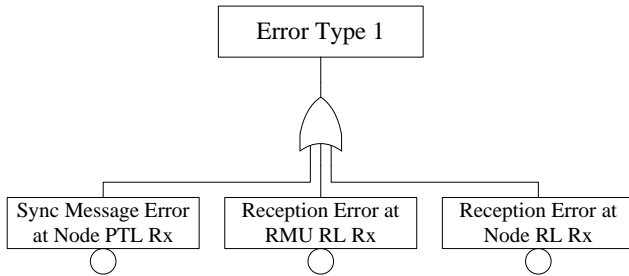 Error Type 1
Sync Message Error
at Node PTL Rx
Reception Error at
RMU RL Rx
Reception Error at
Node RL Rx